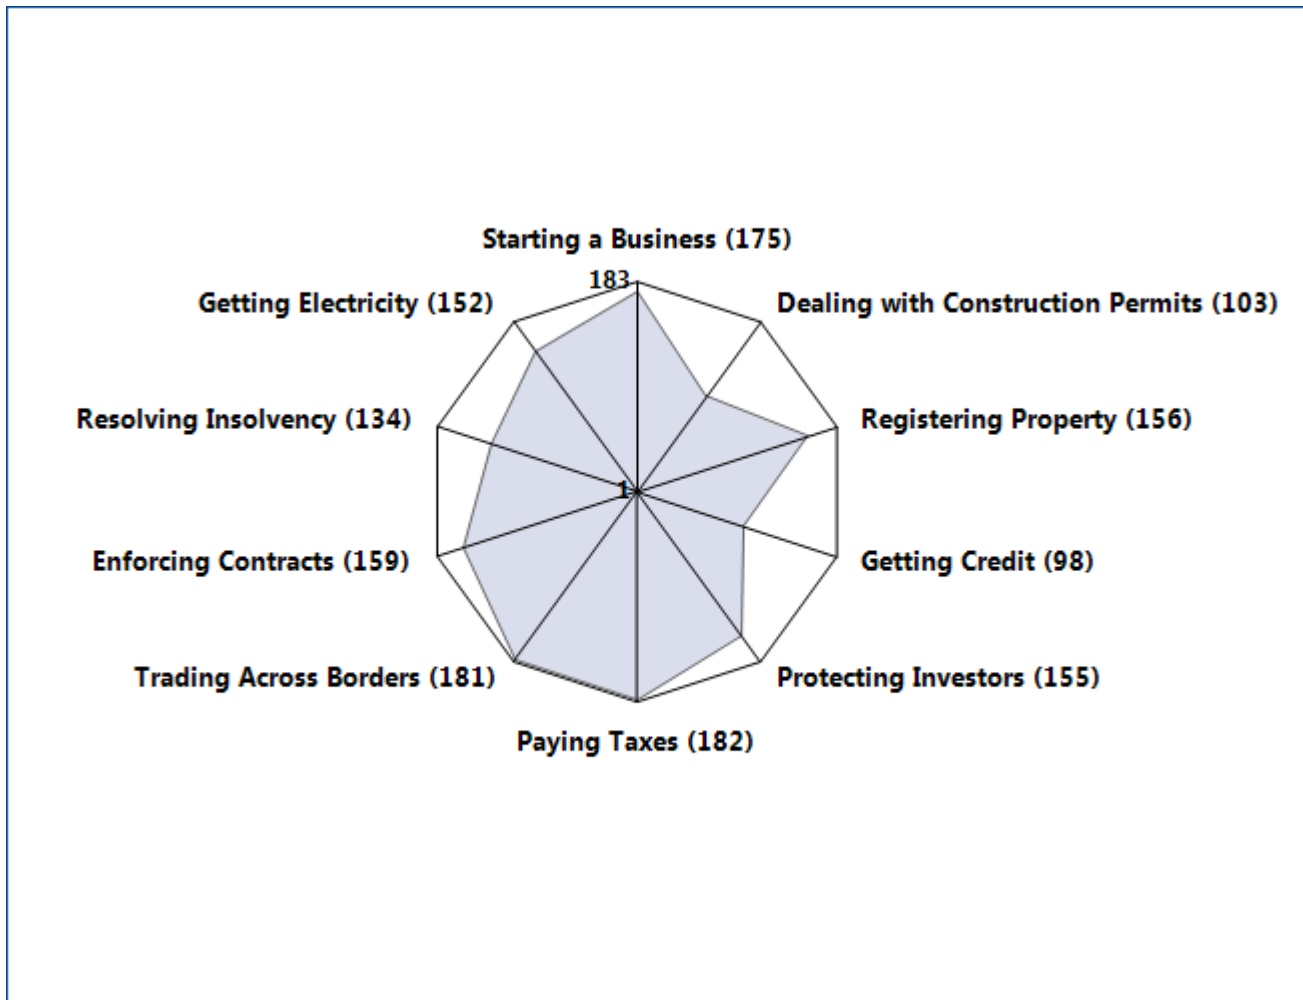 Starting a Business (175)
183
Getting Electricity (152)
Dealing with Construction Permits (103)
Resolving Insolvency (134)
Registering Property (156)
1
Enforcing Contracts (159)
Getting Credit (98)
Trading Across Borders (181)
Protecting Investors (155)
Paying Taxes (182)